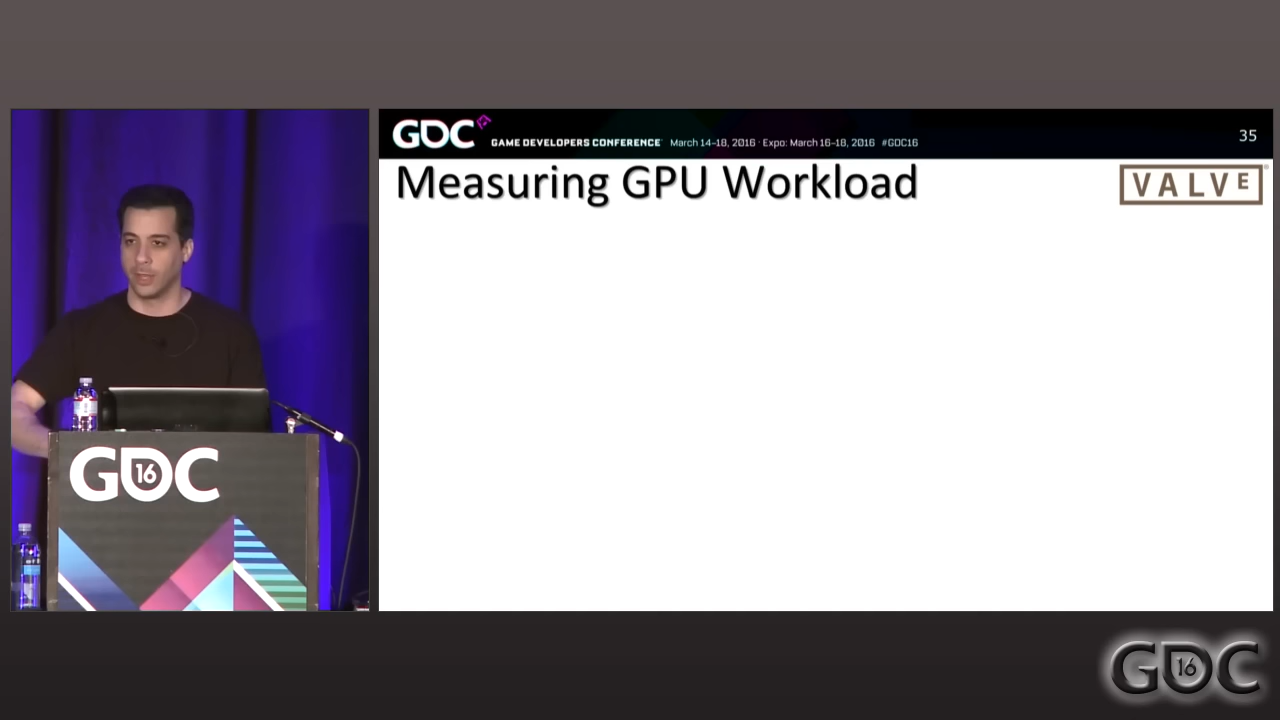 GDC
GAME DEVELOPERS CONFERENCE March 14-18, 2016 · Expo: March 16-18, 2016 #GDC16
35
Measuring GPU Workload
VALVE
GDC
16
GDC
16